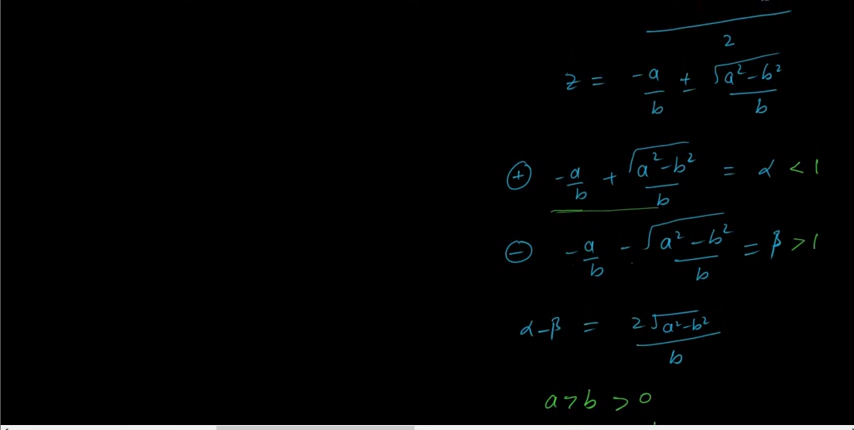 2
z = -a/b ± √(a² - b²)/b
⊕ -a/b + √(a² - b²)/b = α < 1
⊖ -a/b - √(a² - b²)/b = β > 1
α - β = 2√(a² - b²)/b
a > b > 0